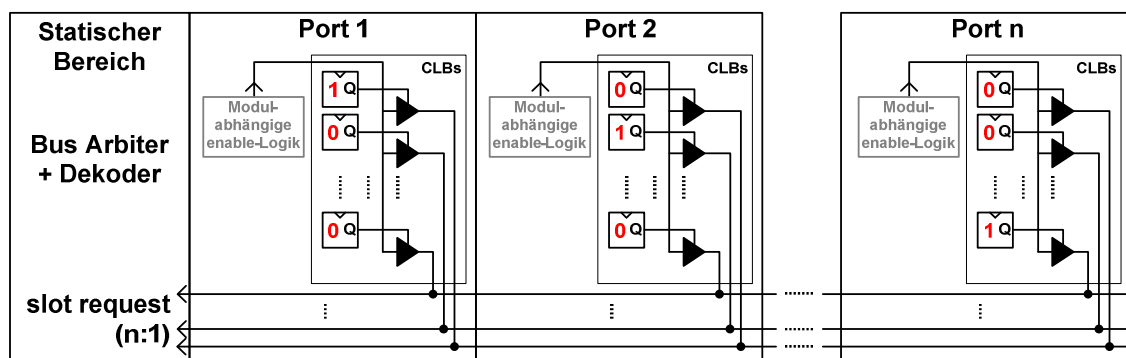 Statischer
Bereich
Bus Arbiter
+ Dekoder
slot request
(n:1)
Port 1
CLBs
Modul-
abhängige
enable-Logik
1 Q
0 Q
0 Q
Port 2
CLBs
Modul-
abhängige
enable-Logik
0 Q
1 Q
0 Q
Port n
CLBs
Modul-
abhängige
enable-Logik
0 Q
0 Q
1 Q